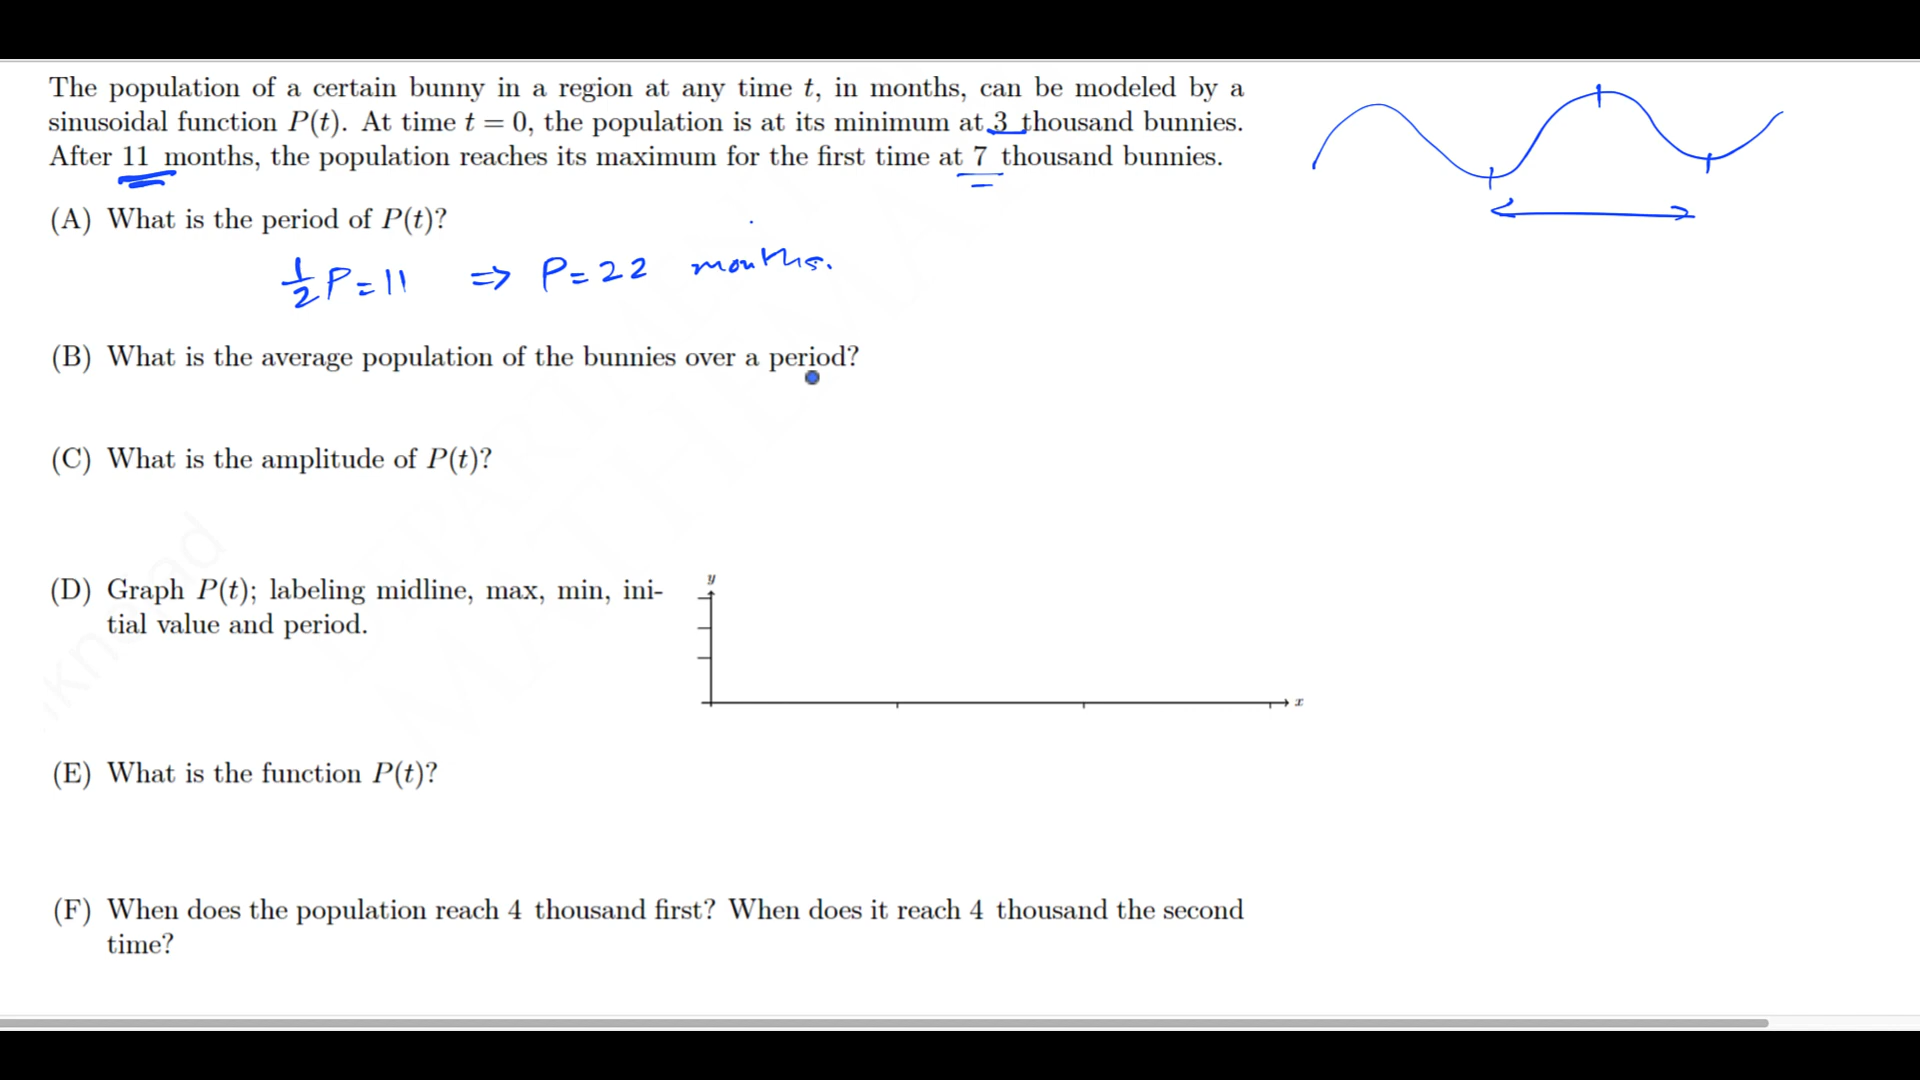 The population of a certain bunny in a region at any time t, in months, can be modeled by a
sinusoidal function P(t). At time t = 0, the population is at its minimum at 3 thousand bunnies.
After 11 months, the population reaches its maximum for the first time at 7 thousand bunnies.
(A) What is the period of P(t)?
½P=11 ⇒ P=22 months.
(B) What is the average population of the bunnies over a period?
(C) What is the amplitude of P(t)?
(D) Graph P(t); labeling midline, max, min, ini-
tial value and period.
y
x
(E) What is the function P(t)?
(F) When does the population reach 4 thousand first? When does it reach 4 thousand the second
time?